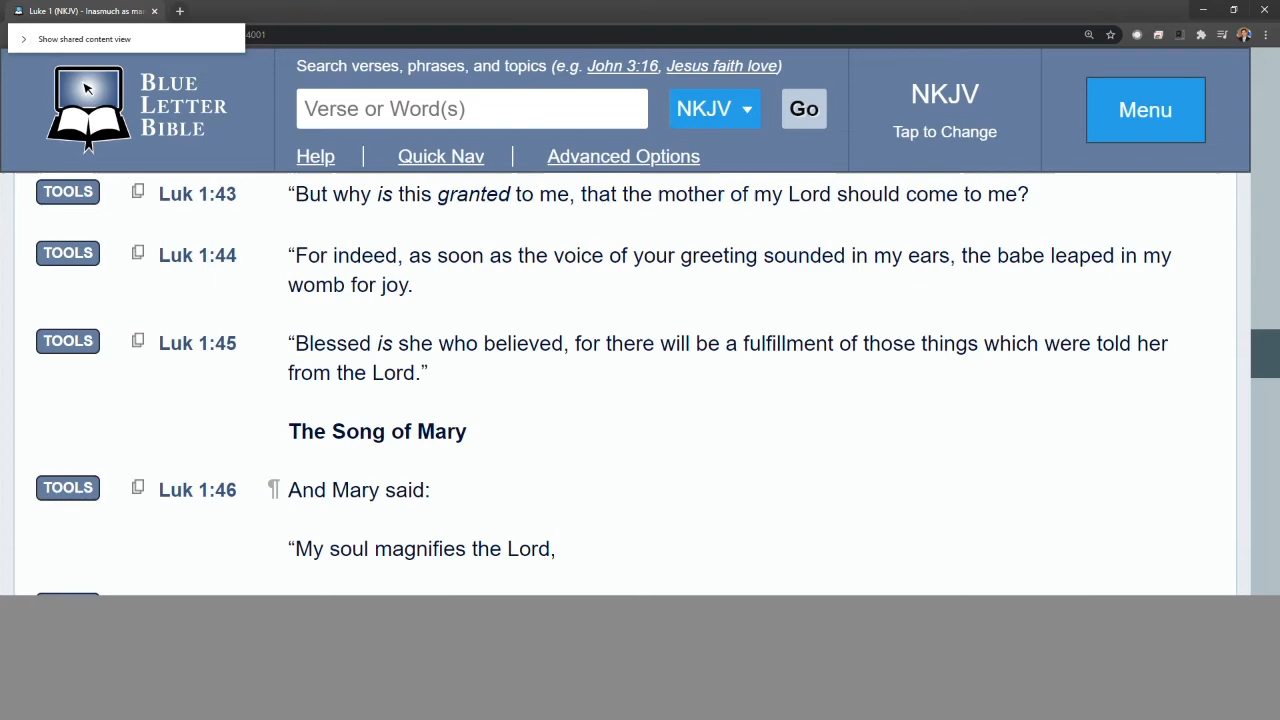 Luke 1 (NKJV) - Inasmuch as ma
Show shared content view
4001
BLUE
LETTER
BIBLE
Search verses, phrases, and topics (e.g. John 3:16, Jesus faith love)
Verse or Word(s)
NKJV
Go
Help
Quick Nav
Advanced Options
NKJV
Tap to Change
Menu
TOOLS Luk 1:43 “But why is this granted to me, that the mother of my Lord should come to me?
TOOLS Luk 1:44 “For indeed, as soon as the voice of your greeting sounded in my ears, the babe leaped in my
womb for joy.
TOOLS Luk 1:45 “Blessed is she who believed, for there will be a fulfillment of those things which were told her
from the Lord.”
The Song of Mary
TOOLS Luk 1:46 ¶ And Mary said:
“My soul magnifies the Lord,